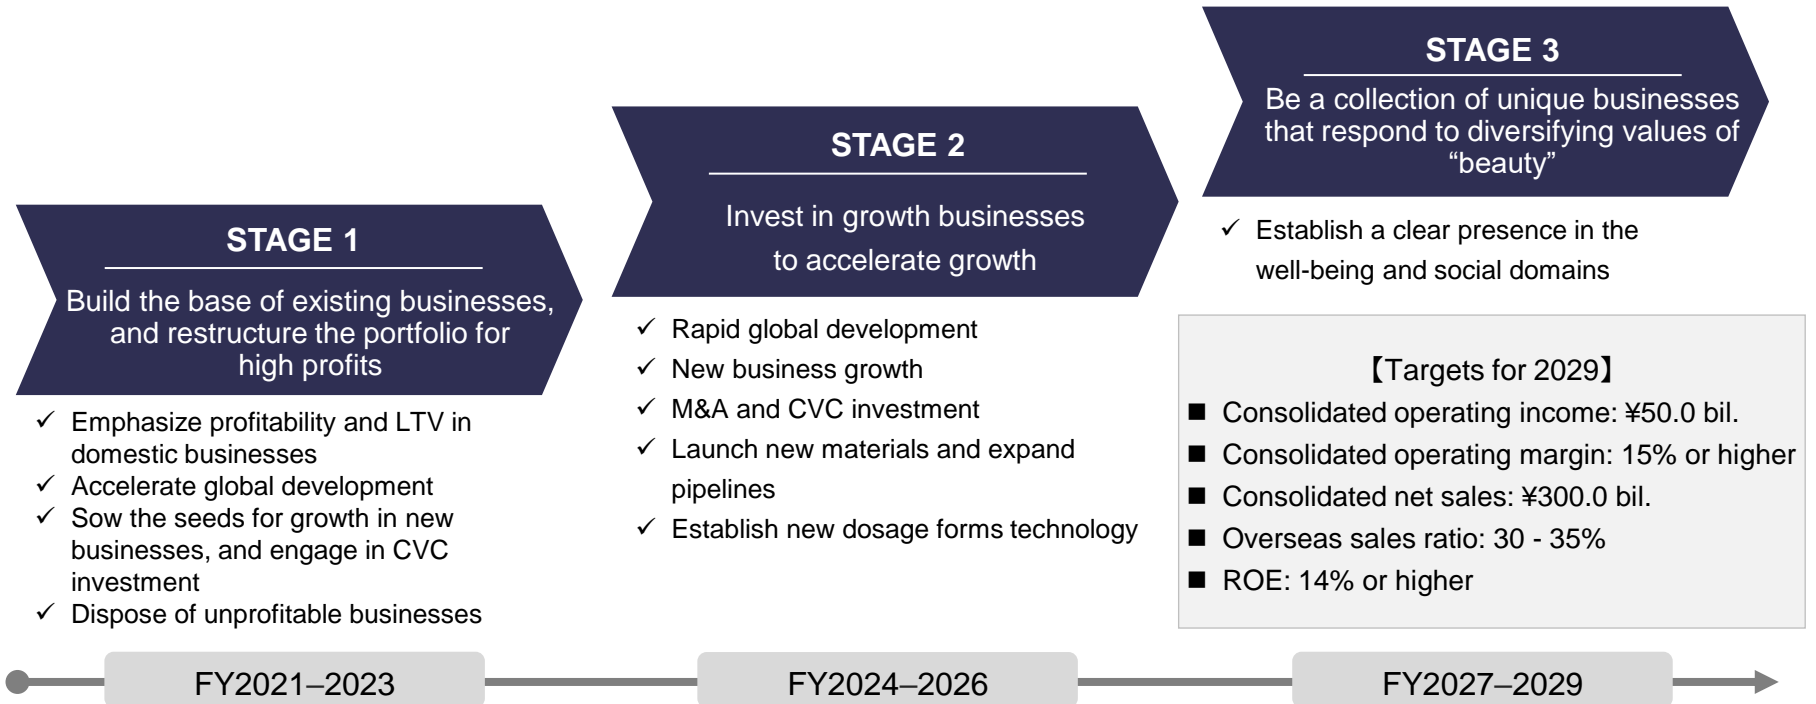 STAGE 1
Build the base of existing businesses,
and restructure the portfolio for
high profits
✓ Emphasize profitability and LTV in
domestic businesses
✓ Accelerate global development
✓ Sow the seeds for growth in new
businesses, and engage in CVC
investment
✓ Dispose of unprofitable businesses
FY2021–2023
STAGE 2
Invest in growth businesses
to accelerate growth
✓ Rapid global development
✓ New business growth
✓ M&A and CVC investment
✓ Launch new materials and expand
pipelines
✓ Establish new dosage forms technology
FY2024–2026
STAGE 3
Be a collection of unique businesses
that respond to diversifying values of
“beauty”
✓ Establish a clear presence in the
well-being and social domains
【Targets for 2029】
■ Consolidated operating income: ¥50.0 bil.
■ Consolidated operating margin: 15% or higher
■ Consolidated net sales: ¥300.0 bil.
■ Overseas sales ratio: 30 - 35%
■ ROE: 14% or higher
FY2027–2029